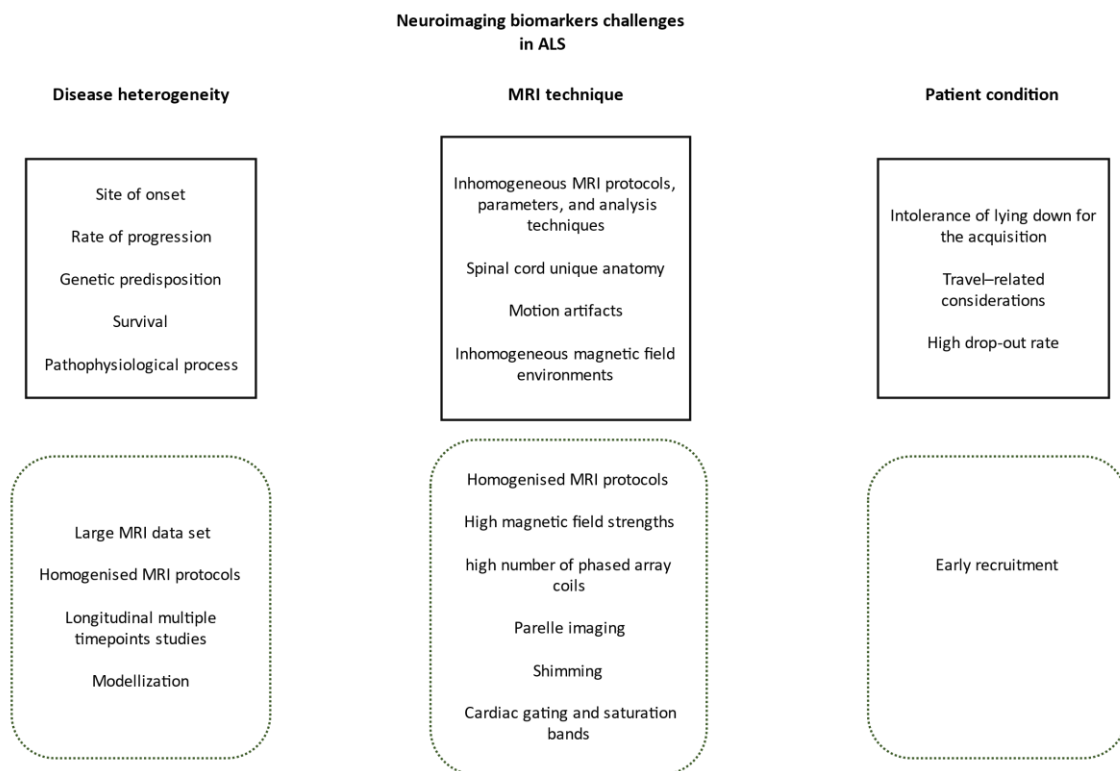 Neuroimaging biomarkers challenges
in ALS
Disease heterogeneity
Site of onset
Rate of progression
Genetic predisposition
Survival
Pathophysiological process
Large MRI data set
Homogenised MRI protocols
Longitudinal multiple
timepoints studies
Modellization
MRI technique
Inhomogeneous MRI protocols,
parameters, and analysis
techniques
Spinal cord unique anatomy
Motion artifacts
Inhomogeneous magnetic field
environments
Homogenised MRI protocols
High magnetic field strengths
high number of phased array
coils
Parelle imaging
Shimming
Cardiac gating and saturation
bands
Patient condition
Intolerance of lying down for
the acquisition
Travel–related
considerations
High drop-out rate
Early recruitment